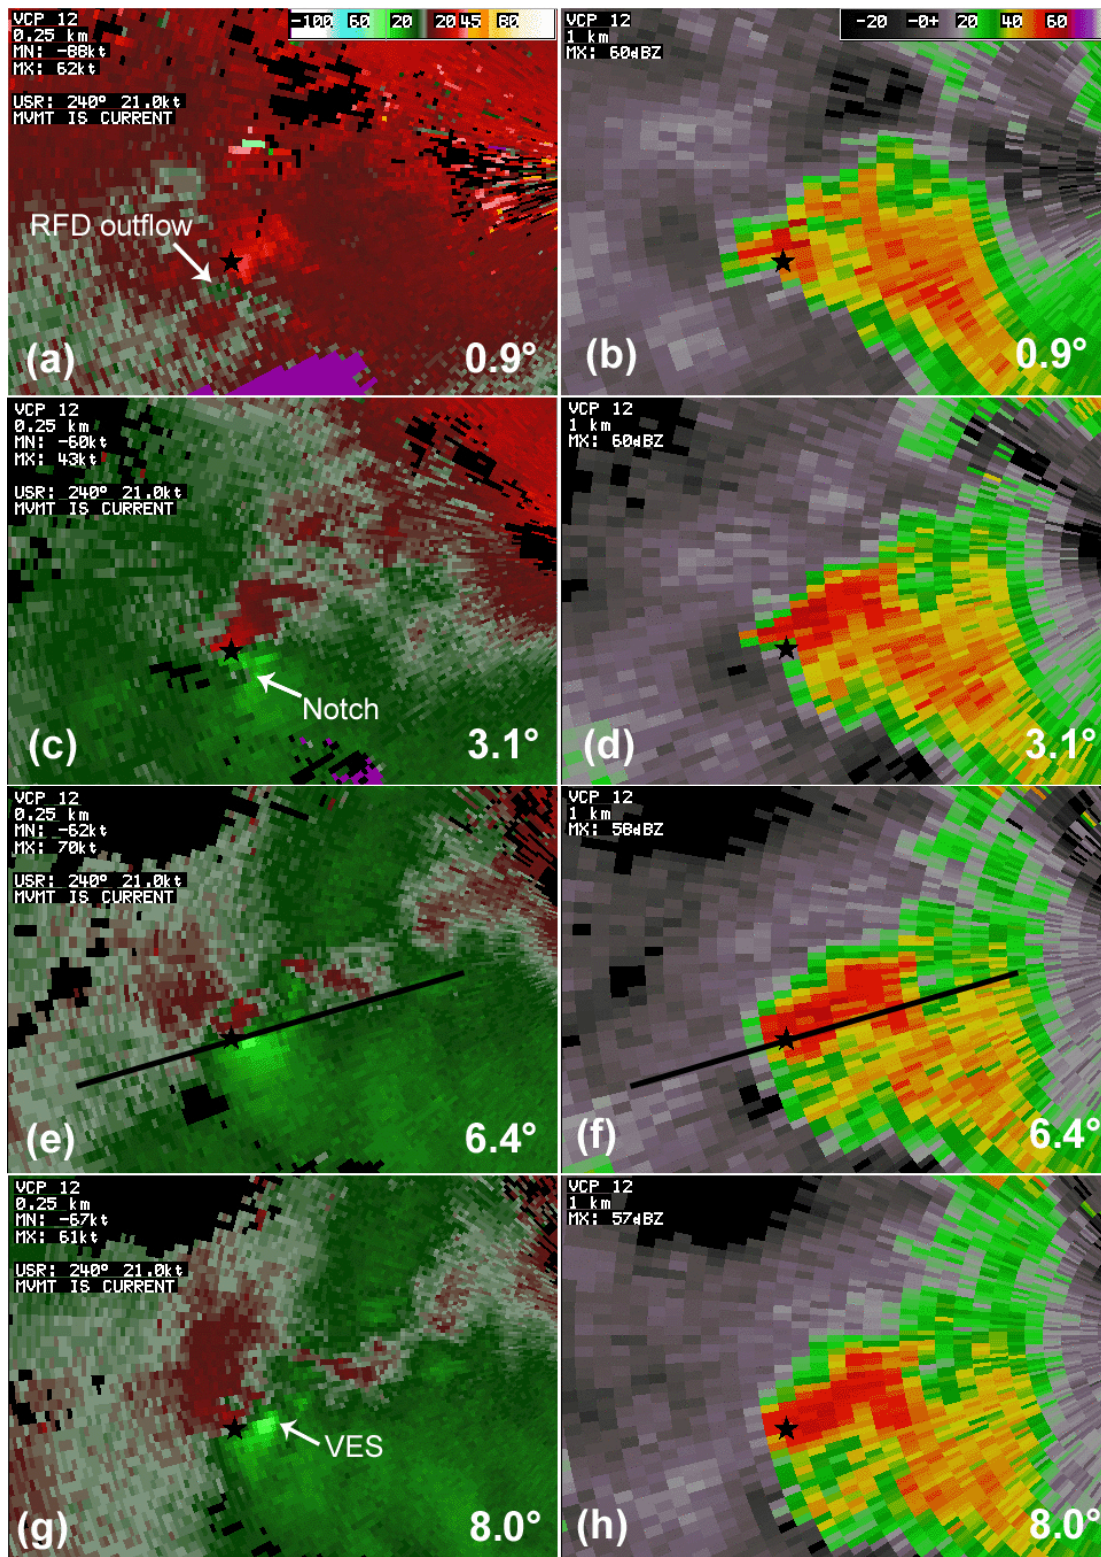 VCP 12
0.25 km
MN: -88kt
MX: 62kt
USR: 240° 21.0kt
MVMT IS CURRENT
-100 60 20 20 45 80
RFD outflow
(a)
0.9°
VCP 12
1 km
MX: 60dBZ
-20 -0+ 20 40 60
(b)
0.9°
VCP 12
0.25 km
MN: -60kt
MX: 43kt
USR: 240° 21.0kt
MVMT IS CURRENT
Notch
(c)
3.1°
VCP 12
1 km
MX: 60dBZ
(d)
3.1°
VCP 12
0.25 km
MN: -62kt
MX: 70kt
USR: 240° 21.0kt
MVMT IS CURRENT
(e)
6.4°
VCP 12
1 km
MX: 58dBZ
(f)
6.4°
VCP 12
0.25 km
MN: -67kt
MX: 61kt
USR: 240° 21.0kt
MVMT IS CURRENT
VES
(g)
8.0°
VCP 12
1 km
MX: 57dBZ
(h)
8.0°